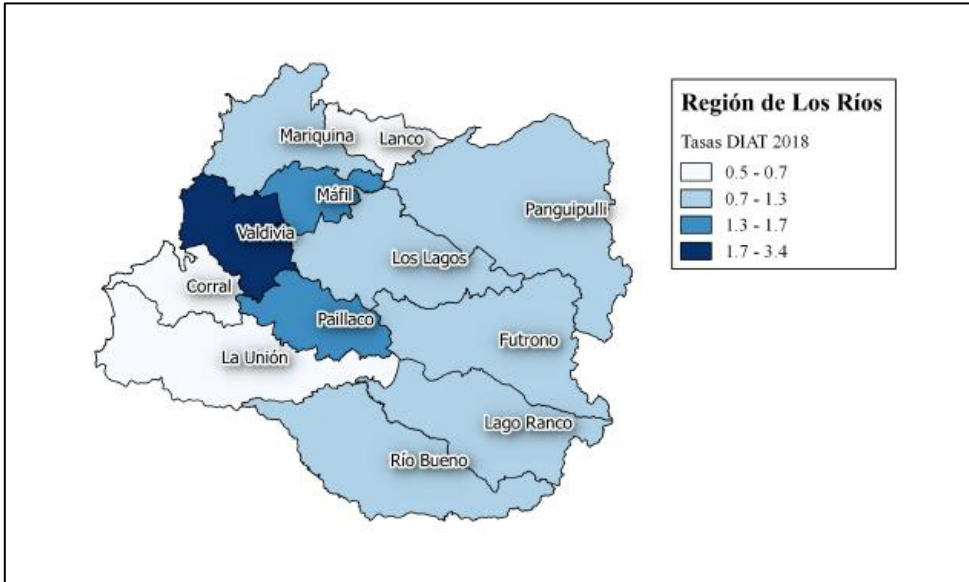 Región de Los Ríos
Tasas DIAT 2018
0.5 - 0.7
0.7 - 1.3
1.3 - 1.7
1.7 - 3.4
Mariquina
Lanco
Máfil
Panguipulli
Valdivia
Los Lagos
Corral
Paillaco
Futrono
La Unión
Lago Ranco
Río Bueno